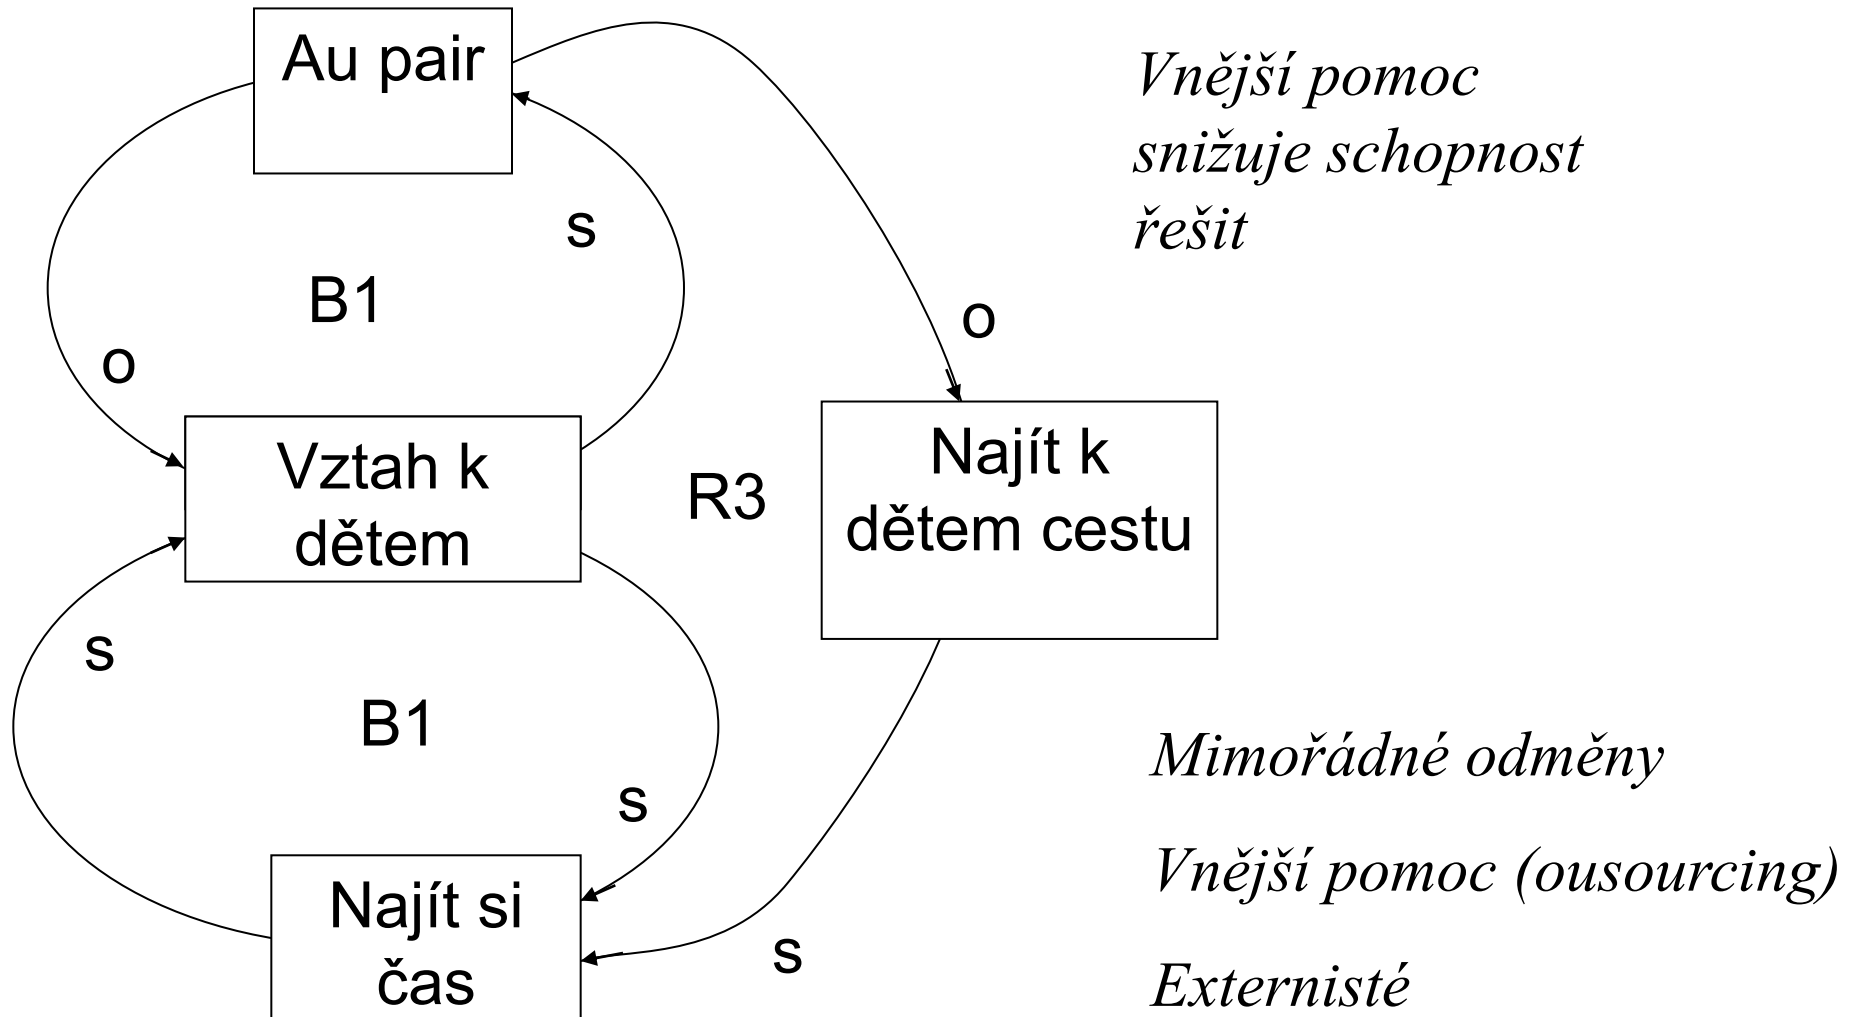 Au pair
Vnější pomoc
snižuje schopnost
řešit
s
B1
o
o
Vztah k
dětem
R3
Najít k
dětem cestu
s
B1
s
Mimořádné odměny
Vnější pomoc (ousourcing)
Najít si
čas
s
Externisté